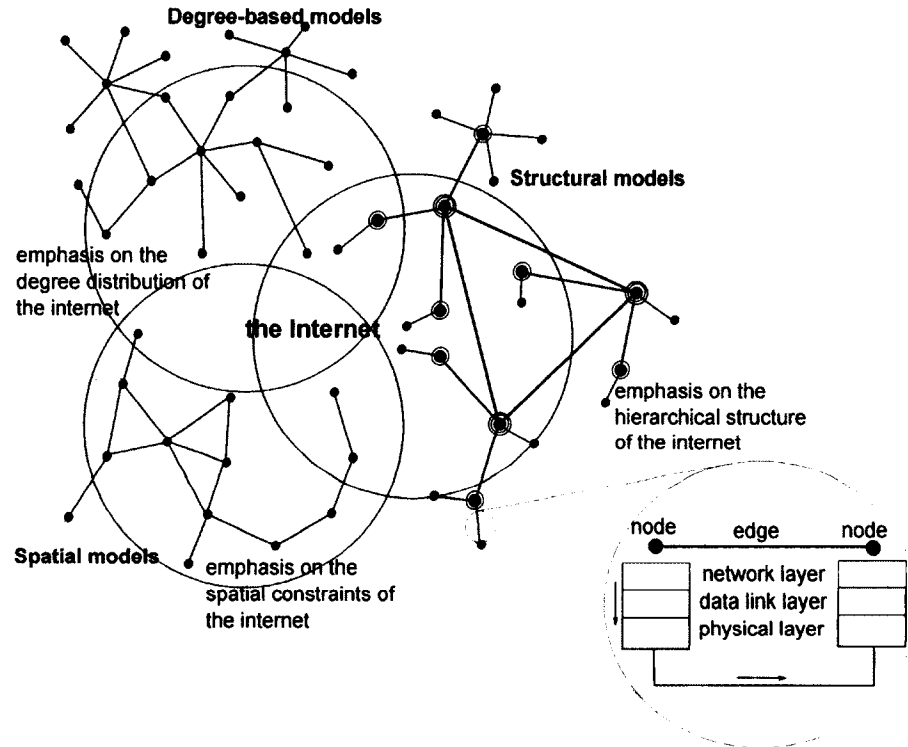 Degree-based models
Structural models
emphasis on the
degree distribution of
the internet
the Internet
emphasis on the
hierarchical structure
of the internet
Spatial models
emphasis on the
spatial constraints of
the internet
node
edge
node
network layer
data link layer
physical layer